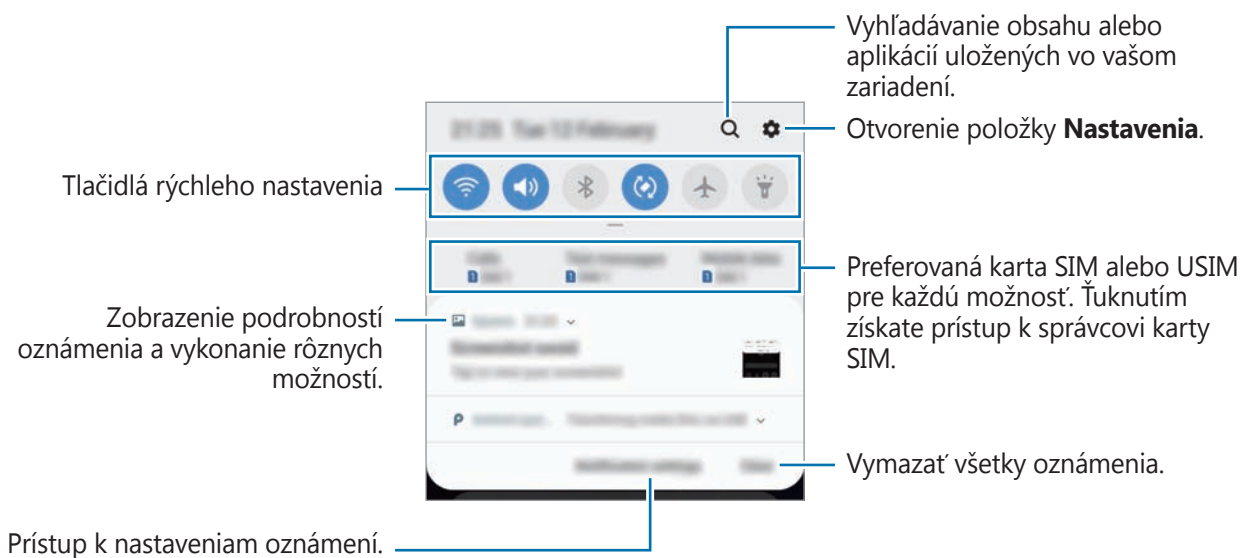 Vyhľadávanie obsahu alebo
aplikácií uložených vo vašom
zariadení.
Otvorenie položky Nastavenia.
Tlačidlá rýchleho nastavenia
Preferovaná karta SIM alebo USIM
pre každú možnosť. Ťuknutím
získate prístup k správcovi karty
SIM.
Zobrazenie podrobností
oznámenia a vykonanie rôznych
možností.
Vymazať všetky oznámenia.
Prístup k nastaveniam oznámení.